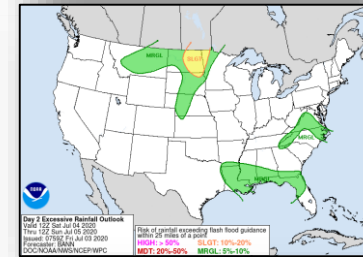 MRGL
SLGT
MRGL
MRGL
NOAA
Day 2 Excessive Rainfall Outlook
Valid 12Z Sat Jul 04 2020
Thru 12Z Sun Jul 05 2020
Issued: 0759Z Fri Jul 03 2020
Forecaster: BANN
DOC/NOAA/NWS/NCEP/WPC
Risk of rainfall exceeding flash flood guidance
within 25 miles of a point
HIGH: > 50% SLGT: 10%-20%
MDT: 20%-50% MRGL: 5%-10%